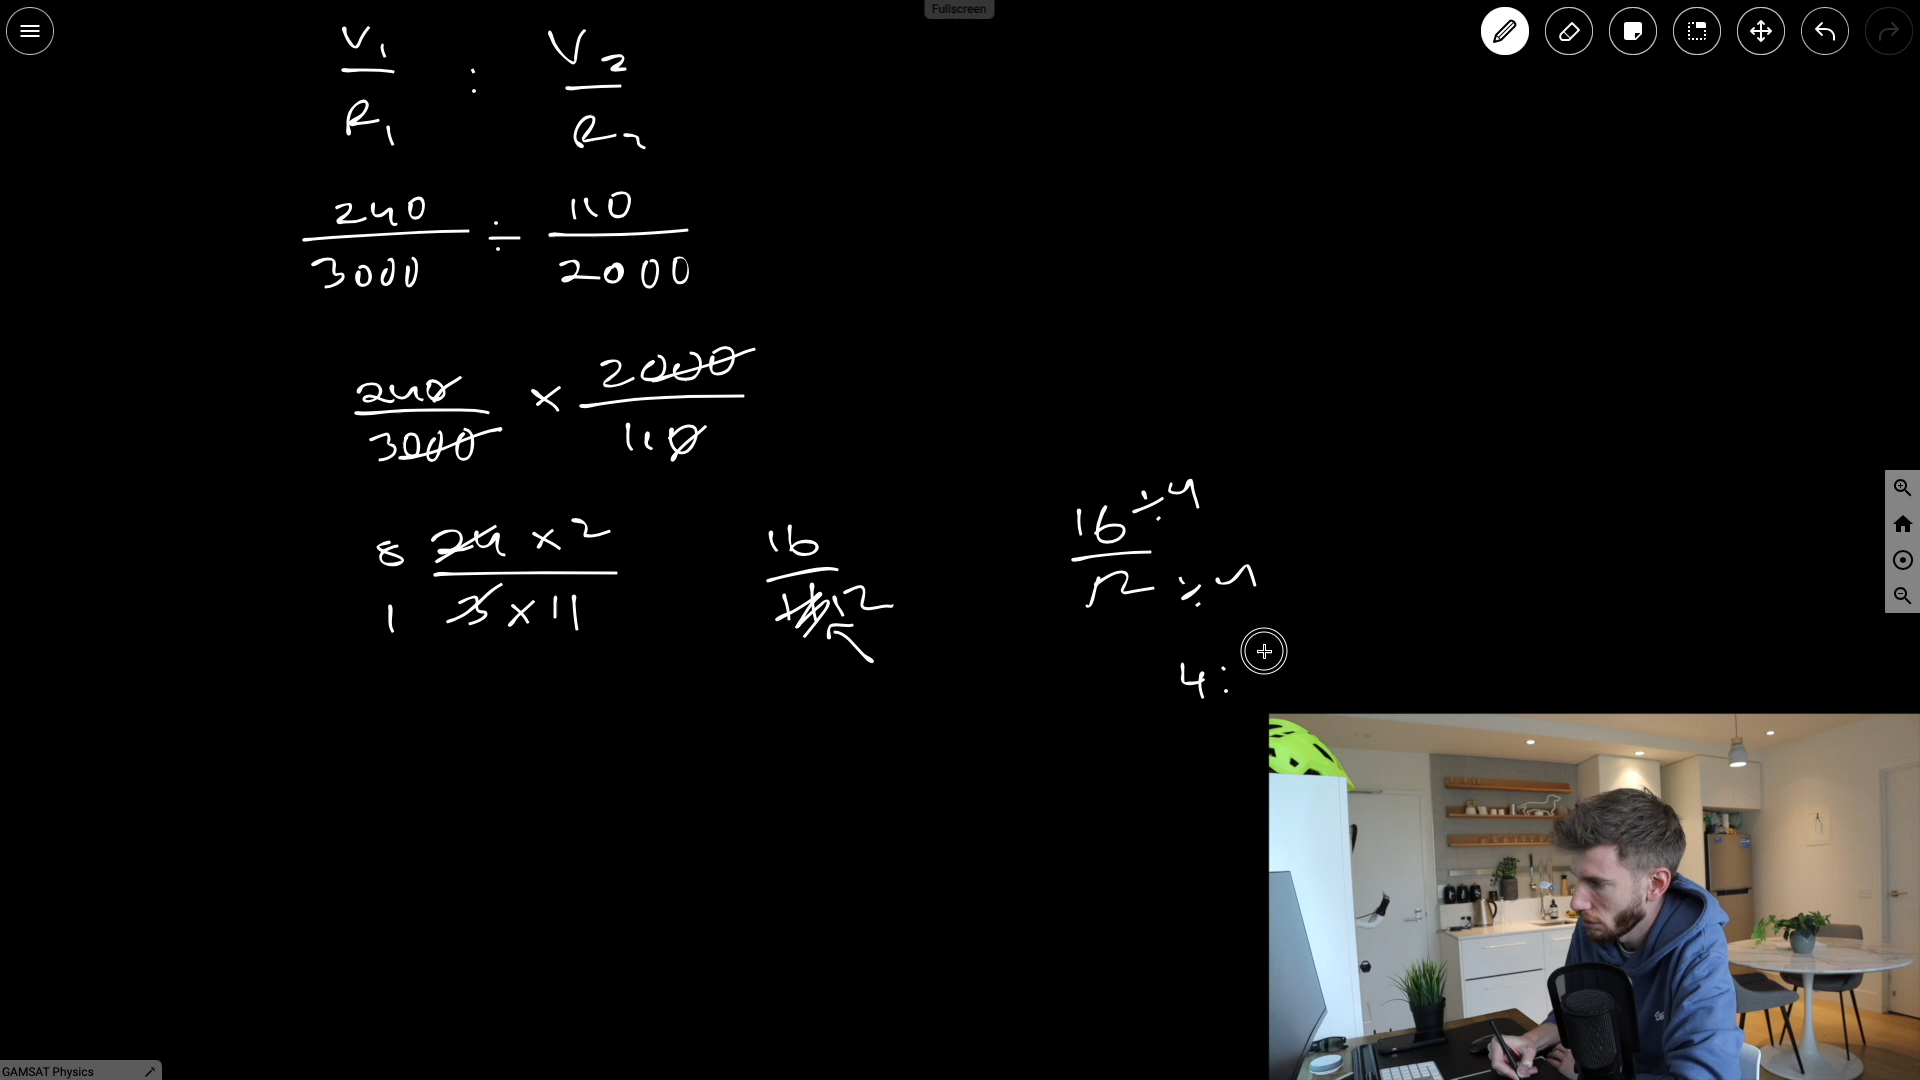 Fullscreen
V1 : V2
R1 R2
240 ÷ 110
3000 2000
240 × 2000
3000 110
8 24 × 2
1 3 × 11
16
12
16 ÷4
12 ÷4
4 :
GAMSAT Physics